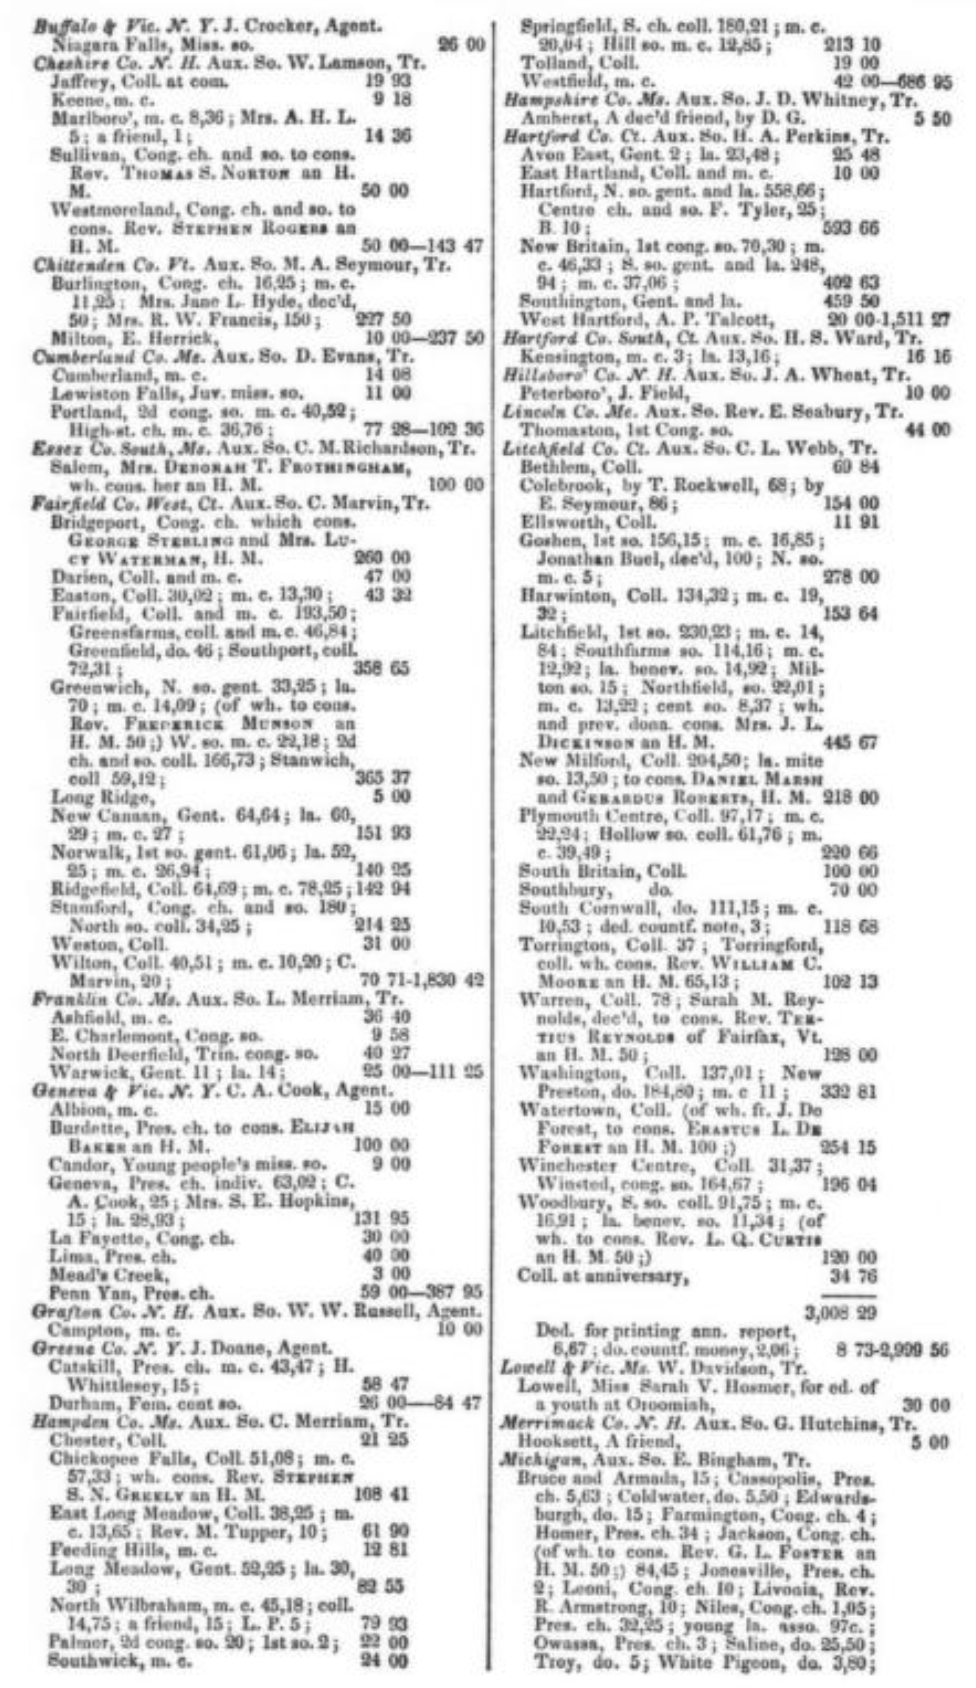 Buffalo & Vic. N. Y. J. Crocker, Agent.
Niagara Falls, Miss. so. 26 00
Cheshire Co. N. H. Aux. So. W. Lamson, Tr.
Jaffrey, Coll. at com. 19 93
Keene, m. c. 9 18
Marlboro', m. c. 8,36; Mrs. A. H. L.
5; a friend, 1; 14 36
Sullivan, Cong. ch. and so. to cons.
Rev. THOMAS S. NORTON an H.
M. 50 00
Westmoreland, Cong. ch. and so. to
cons. Rev. STEPHEN ROGERS an
H. M. 50 00—143 47
Chittenden Co. Vt. Aux. So. M. A. Seymour, Tr.
Burlington, Cong. ch. 16,25; m. c.
11,25; Mrs. Jane L. Hyde, dec'd,
50; Mrs. R. W. Francis, 150; 227 50
Milton, E. Herrick, 10 00—237 50
Cumberland Co. Me. Aux. So. D. Evans, Tr.
Cumberland, m. c. 14 08
Lewiston Falls, Juv. miss. so. 11 00
Portland, 2d cong. so. m. c. 40,52;
High-st. ch. m. c. 36,76; 77 28—102 36
Essex Co. South, Ms. Aux. So. C. M. Richardson, Tr.
Salem, Mrs. DEBORAH T. FROTHINGHAM,
wh. cons. her an H. M. 100 00
Fairfield Co. West, Ct. Aux. So. C. Marvin, Tr.
Bridgeport, Cong. ch. which cons.
GEORGE STERLING and Mrs. LU-
CY WATERMAN, H. M. 260 00
Darien, Coll. and m. c. 47 00
Easton, Coll. 30,02; m. c. 13,30; 43 32
Fairfield, Coll. and m. c. 193,50;
Greensfarms, coll. and m. c. 46,84;
Greenfield, do. 46; Southport, coll.
72,31; 358 65
Greenwich, N. so. gent. 33,25; la.
70; m. c. 14,09; (of wh. to cons.
Rev. FREDERICK MUNSON an
H. M. 50;) W. so. m. c. 22,18; 2d
ch. and so. coll. 166,73; Stanwich,
coll 59,12; 365 37
Long Ridge, 5 00
New Canaan, Gent. 64,64; la. 60,
29; m. c. 27; 151 93
Norwalk, 1st so. gent. 61,06; la. 52,
25; m. c. 26,94; 140 25
Ridgefield, Coll. 64,69; m. c. 78,25; 142 94
Stamford, Cong. ch. and so. 180;
North so. coll. 34,25; 214 25
Weston, Coll. 31 00
Wilton, Coll. 40,51; m. c. 10,20; C.
Marvin, 20; 70 71-1,830 42
Franklin Co. Ms. Aux. So. L. Merriam, Tr.
Ashfield, m. c. 36 40
E. Charlemont, Cong. so. 9 58
North Deerfield, Trin. cong. so. 40 27
Warwick, Gent. 11; la. 14; 25 00—111 25
Geneva & Vic. N. Y. C. A. Cook, Agent.
Albion, m. c. 15 00
Burdette, Pres. ch. to cons. ELIJAH
BAKER an H. M. 100 00
Candor, Young people's miss. so. 9 00
Geneva, Pres. ch. indiv. 63,02; C.
A. Cook, 25; Mrs. S. E. Hopkins,
15; la. 28,93; 131 95
La Fayette, Cong. ch. 30 00
Lima, Pres. ch. 40 00
Mead's Creek, 3 00
Penn Yan, Pres. ch. 59 00—387 95
Grafton Co. N. H. Aux. So. W. W. Russell, Agent.
Campton, m. c. 10 00
Greene Co. N. Y. J. Doane, Agent.
Catskill, Pres. ch. m. c. 43,47; H.
Whittlesey, 15; 58 47
Durham, Fem. cent so. 26 00—84 47
Hampden Co. Ms. Aux. So. C. Merriam, Tr.
Chester, Coll. 21 25
Chickopee Falls, Coll. 51,08; m. c.
57,33; wh. cons. Rev. STEPHEN
S. N. GREELY an H. M. 108 41
East Long Meadow, Coll. 38,25; m.
c. 13,65; Rev. M. Tupper, 10; 61 90
Feeding Hills, m. c. 12 81
Long Meadow, Gent. 52,25; la. 30,
30; 82 55
North Wilbraham, m. c. 45,18; coll.
14,75; a friend, 15; L. P. 5; 79 93
Palmer, 2d cong. so. 20; 1st so. 2; 22 00
Southwick, m. c. 24 00
Springfield, S. ch. coll. 180,21; m. c.
20,04; Hill so. m. c. 12,85; 213 10
Tolland, Coll. 19 00
Westfield, m. c. 42 00—686 95
Hampshire Co. Ms. Aux. So. J. D. Whitney, Tr.
Amherst, A dec'd friend, by D. G. 5 50
Hartford Co. Ct. Aux. So. H. A. Perkins, Tr.
Avon East, Gent. 2; la. 23,48; 25 48
East Hartland, Coll. and m. c. 10 00
Hartford, N. so. gent. and la. 558,66;
Centre ch. and so. F. Tyler, 25;
B. 10; 593 66
New Britain, 1st cong. so. 70,30; m.
c. 46,33; S. so. gent. and la. 248,
94; m. c. 37,06; 402 63
Southington, Gent. and la. 459 50
West Hartford, A. P. Talcott, 20 00-1,511 27
Hartford Co. South, Ct. Aux. So. H. S. Ward, Tr.
Kensington, m. c. 3; la. 13,16; 16 16
Hillsboro' Co. N. H. Aux. So. J. A. Wheat, Tr.
Peterboro', J. Field, 10 00
Lincoln Co. Me. Aux. So. Rev. E. Seabury, Tr.
Thomaston, 1st Cong. so. 44 00
Litchfield Co. Ct. Aux. So. C. L. Webb, Tr.
Bethlem, Coll. 69 84
Colebrook, by T. Rockwell, 68; by
E. Seymour, 86; 154 00
Ellsworth, Coll. 11 91
Goshen, 1st so. 156,15; m. c. 16,85;
Jonathan Buel, dec'd, 100; N. so.
m. c. 5; 278 00
Harwinton, Coll. 134,32; m. c. 19,
32; 153 64
Litchfield, 1st so. 230,23; m. c. 14,
84; Southfarms so. 114,16; m. c.
12,92; la. benev. so. 14,92; Mil-
ton so. 15; Northfield, so. 22,01;
m. c. 13,22; cent so. 8,37; wh.
and prev. dona. cons. Mrs. J. L.
DICKINSON an H. M. 445 67
New Milford, Coll. 204,50; la. mite
so. 13,50; to cons. DANIEL MARSH
and GERARDUS ROBERTS, H. M. 218 00
Plymouth Centre, Coll. 97,17; m. c.
22,24; Hollow so. coll. 61,76; m.
c. 39,49; 220 66
South Britain, Coll. 100 00
Southbury, do. 70 00
South Cornwall, do. 111,15; m. c.
10,53; ded. countf. note, 3; 118 68
Torrington, Coll. 37; Torringford,
coll. wh. cons. Rev. WILLIAM C.
MOORE an H. M. 65,13; 102 13
Warren, Coll. 78; Sarah M. Rey-
nolds, dec'd, to cons. Rev. TER-
TIUS REYNOLDS of Fairfax, Vt.
an H. M. 50; 128 00
Washington, Coll. 137,01; New
Preston, do. 184,80; m. c 11; 332 81
Watertown, Coll. (of wh. fr. J. De
Forest, to cons. ERASTUS L. DE
FOREST an H. M. 100;) 254 15
Winchester Centre, Coll. 31,37;
Winsted, cong. so. 164,67; 196 04
Woodbury, S. so. coll. 91,75; m. c.
16,91; la. benev. so. 11,34; (of
wh. to cons. Rev. L. Q. CURTIS
an H. M. 50;) 120 00
Coll. at anniversary, 34 76
3,008 29
Ded. for printing ann. report,
6,67; do. countf. money, 2,06; 8 73-2,999 56
Lowell & Vic. Ms. W. Davidson, Tr.
Lowell, Miss Sarah V. Hosmer, for ed. of
a youth at Oroomiah, 30 00
Merrimack Co. N. H. Aux. So. G. Hutchins, Tr.
Hooksett, A friend, 5 00
Michigan, Aux. So. E. Bingham, Tr.
Bruce and Armada, 15; Cassopolis, Pres.
ch. 5,63; Coldwater, do. 5,50; Edwards-
burgh, do. 15; Farmington, Cong. ch. 4;
Homer, Pres. ch. 34; Jackson, Cong. ch.
(of wh. to cons. Rev. G. L. FOSTER an
H. M. 50;) 84,45; Jonesville, Pres. ch.
2; Leoni, Cong. ch. 10; Livonia, Rev.
R. Armstrong, 10; Niles, Cong. ch. 1,05;
Pres. ch. 32,25; young la. asso. 97c.;
Owassa, Pres. ch. 3; Saline, do. 25,50;
Troy, do. 5; White Pigeon, do. 3,80;